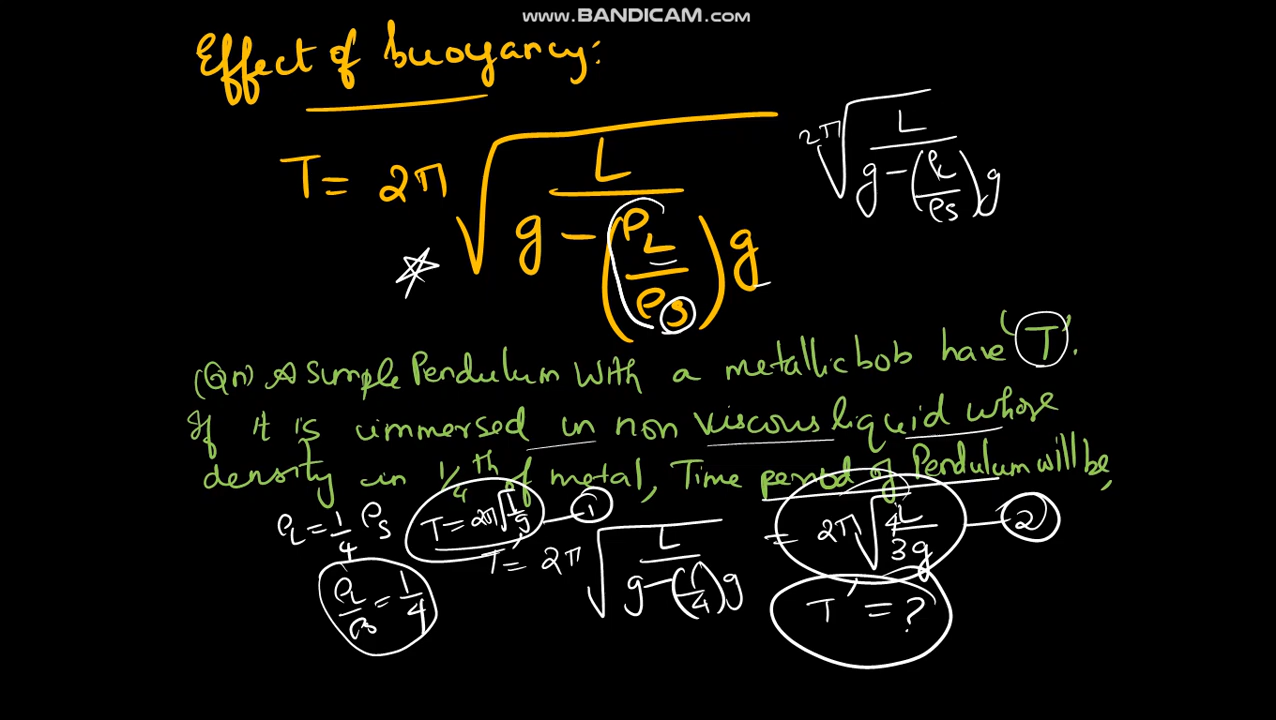 www.BANDICAM.com
Effect of buoyancy:
T = 2π √(L / (g − (ρL/ρs) g))
2π √(L / (g − (ρL/ρs) g))
(Qn) A Simple Pendulum With a metallic bob have 'T'.
If it is immersed in non viscous liquid whose
density in 1/4 th of metal, Time period of Pendulum will be,
ρL = 1/4 ρs
T = 2π √(l/g) — 1
T' = 2π √(L / (g − (1/4) g)) = 2π √(4L / 3g) — 2
ρL/ρs = 1/4
T' = ?